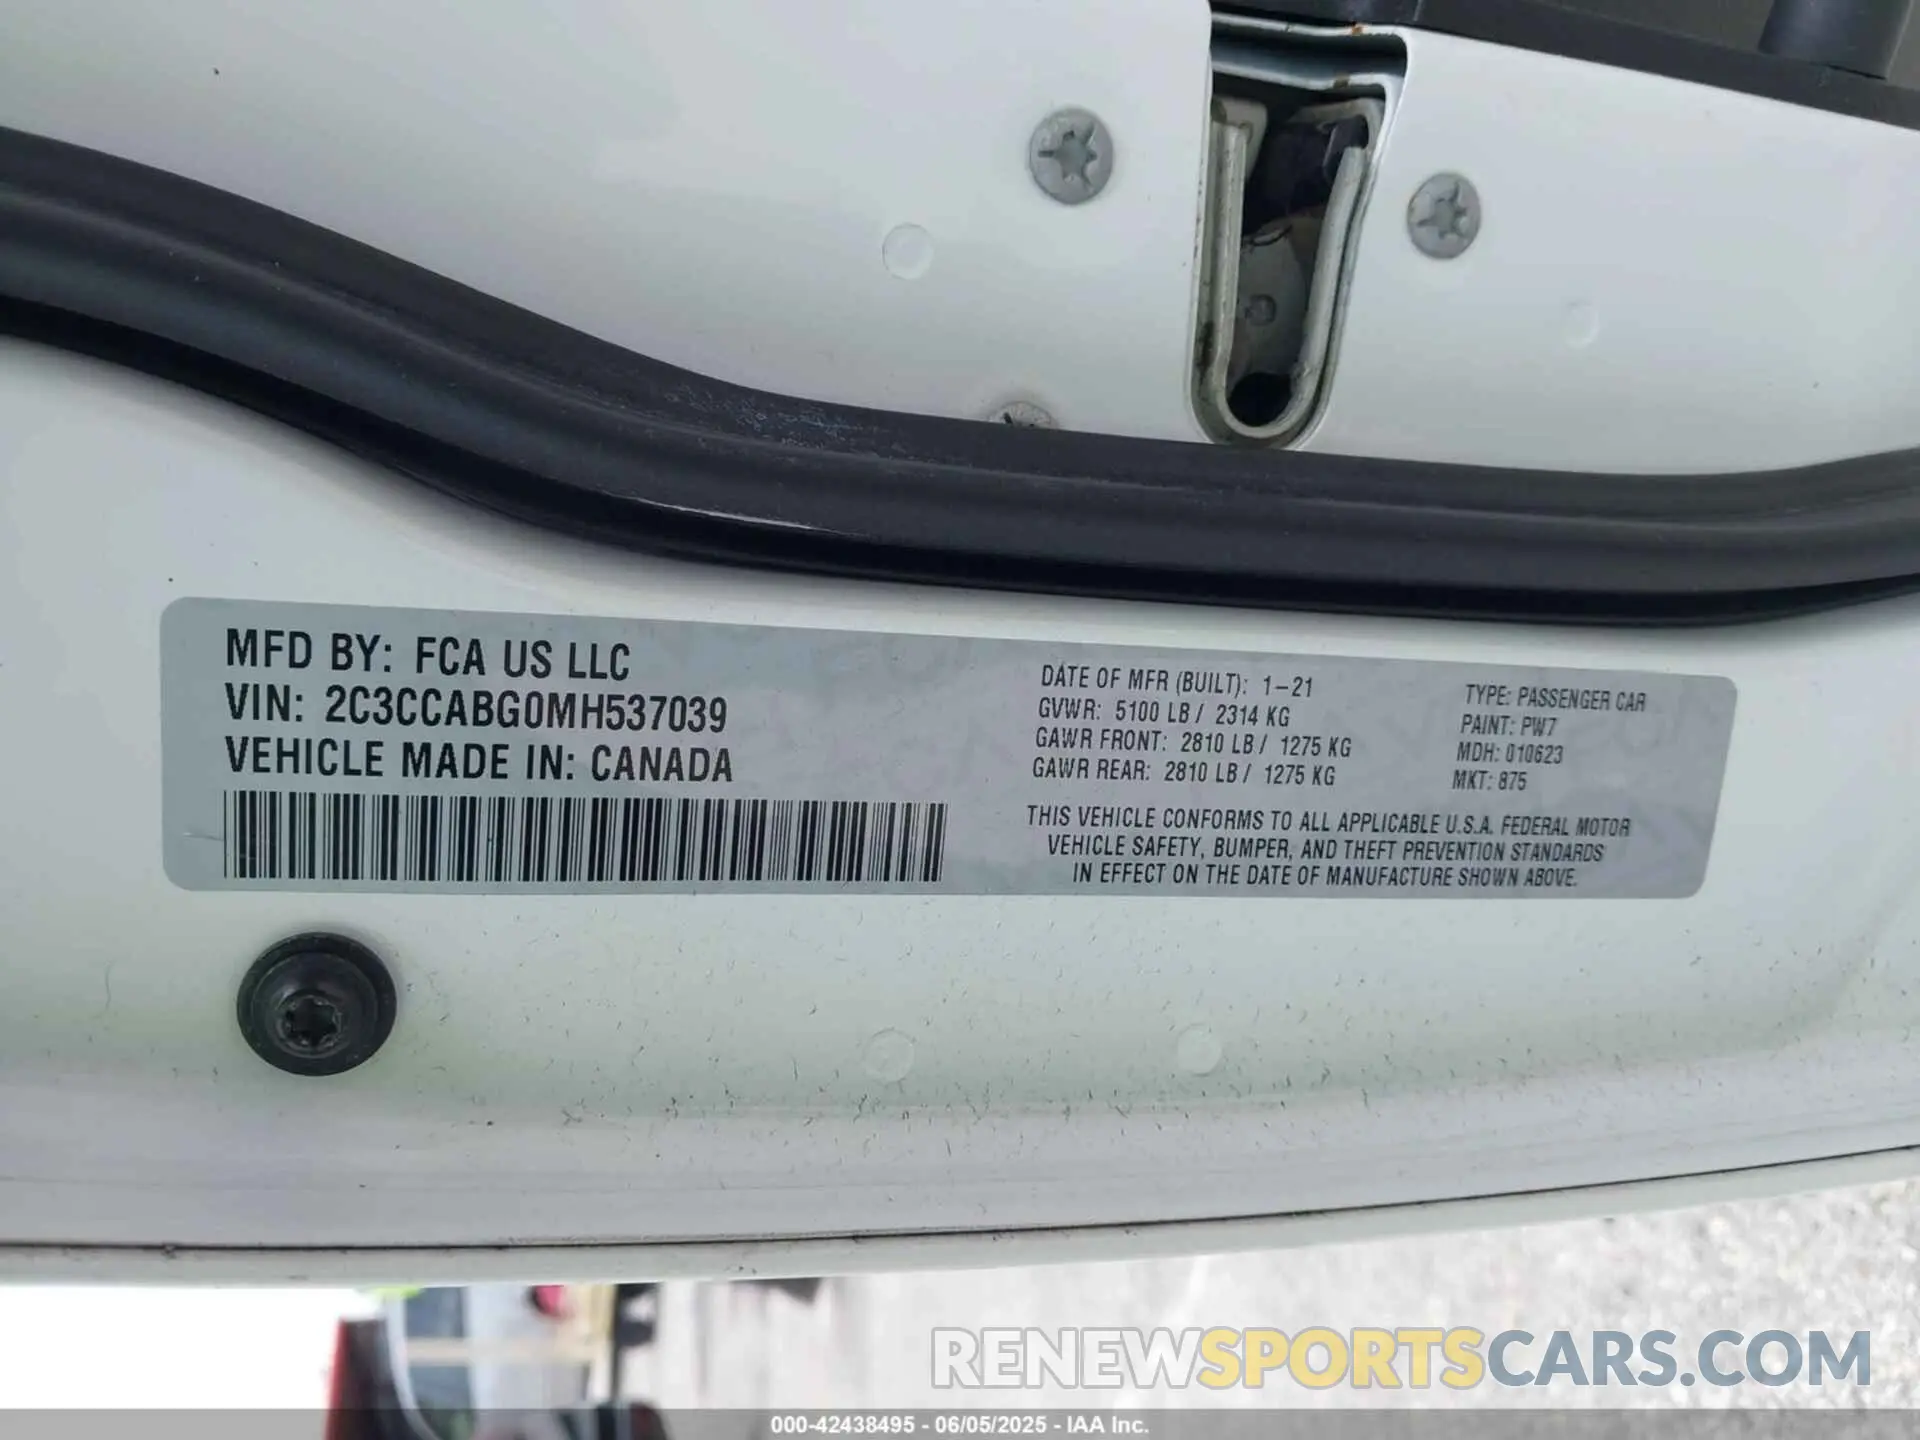 MFD BY: FCA US LLC
VIN: 2C3CCABG0MH537039
VEHICLE MADE IN: CANADA
DATE OF MFR (BUILT): 1-21
GVWR: 5100 LB / 2314 KG
GAWR FRONT: 2810 LB / 1275 KG
GAWR REAR: 2810 LB / 1275 KG
TYPE: PASSENGER CAR
PAINT: PW7
MDH: 010623
MKT: 875
THIS VEHICLE CONFORMS TO ALL APPLICABLE U.S.A. FEDERAL MOTOR
VEHICLE SAFETY, BUMPER, AND THEFT PREVENTION STANDARDS
IN EFFECT ON THE DATE OF MANUFACTURE SHOWN ABOVE.
RENEWSPORTSCARS.COM
000-42438495 - 06/05/2025 - IAA Inc.